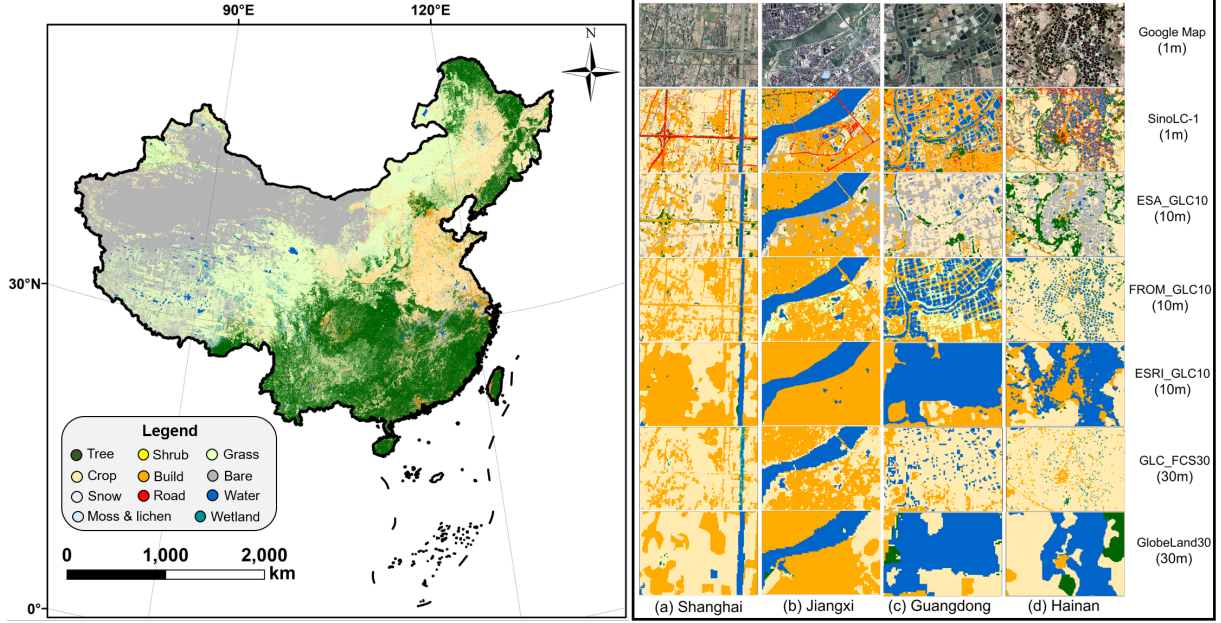 90°E
120°E
N
30°N
0°
Legend
Tree
Shrub
Grass
Crop
Build
Bare
Snow
Road
Water
Moss & lichen
Wetland
0
1,000
2,000
km
Google Map
(1m)
SinoLC-1
(1m)
ESA_GLC10
(10m)
FROM_GLC10
(10m)
ESRI_GLC10
(10m)
GLC_FCS30
(30m)
GlobeLand30
(30m)
(a) Shanghai
(b) Jiangxi
(c) Guangdong
(d) Hainan